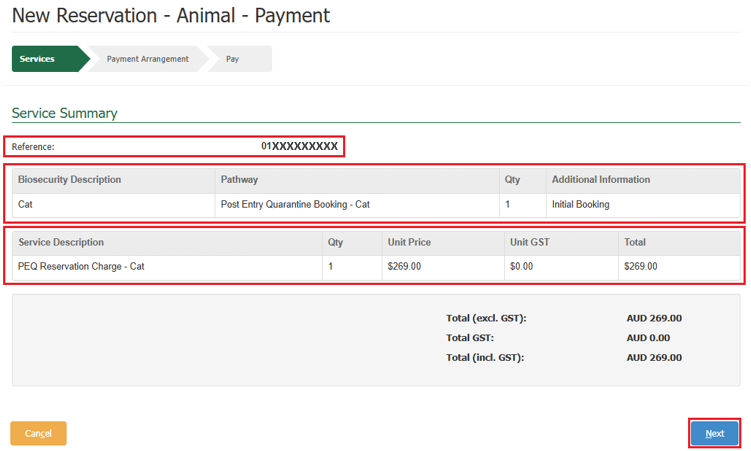 New Reservation - Animal - Payment
Services Payment Arrangement Pay
Service Summary
Reference: 01XXXXXXXXX
Biosecurity Description Pathway Qty Additional Information
Cat Post Entry Quarantine Booking - Cat 1 Initial Booking
Service Description Qty Unit Price Unit GST Total
PEQ Reservation Charge - Cat 1 $269.00 $0.00 $269.00
Total (excl. GST): AUD 269.00
Total GST: AUD 0.00
Total (incl. GST): AUD 269.00
Cancel Next